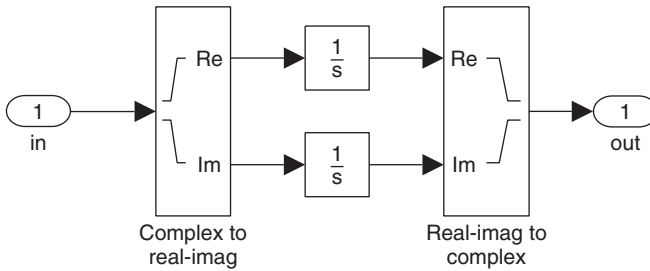 1
in
Re
Im
Complex to
real-imag
1
s
1
s
Re
Im
Real-imag to
complex
1
out